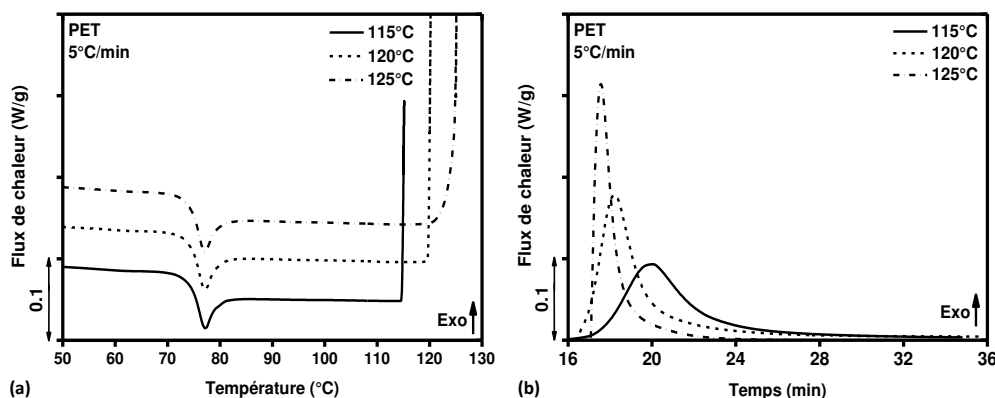 PET
5°C/min
115°C
120°C
125°C
Flux de chaleur (W/g)
0.1
Exo
50 60 70 80 90 100 110 120 130
(a)
Température (°C)
PET
5°C/min
115°C
120°C
125°C
Flux de chaleur (W/g)
0.1
Exo
16 20 24 28 32 36
(b)
Temps (min)